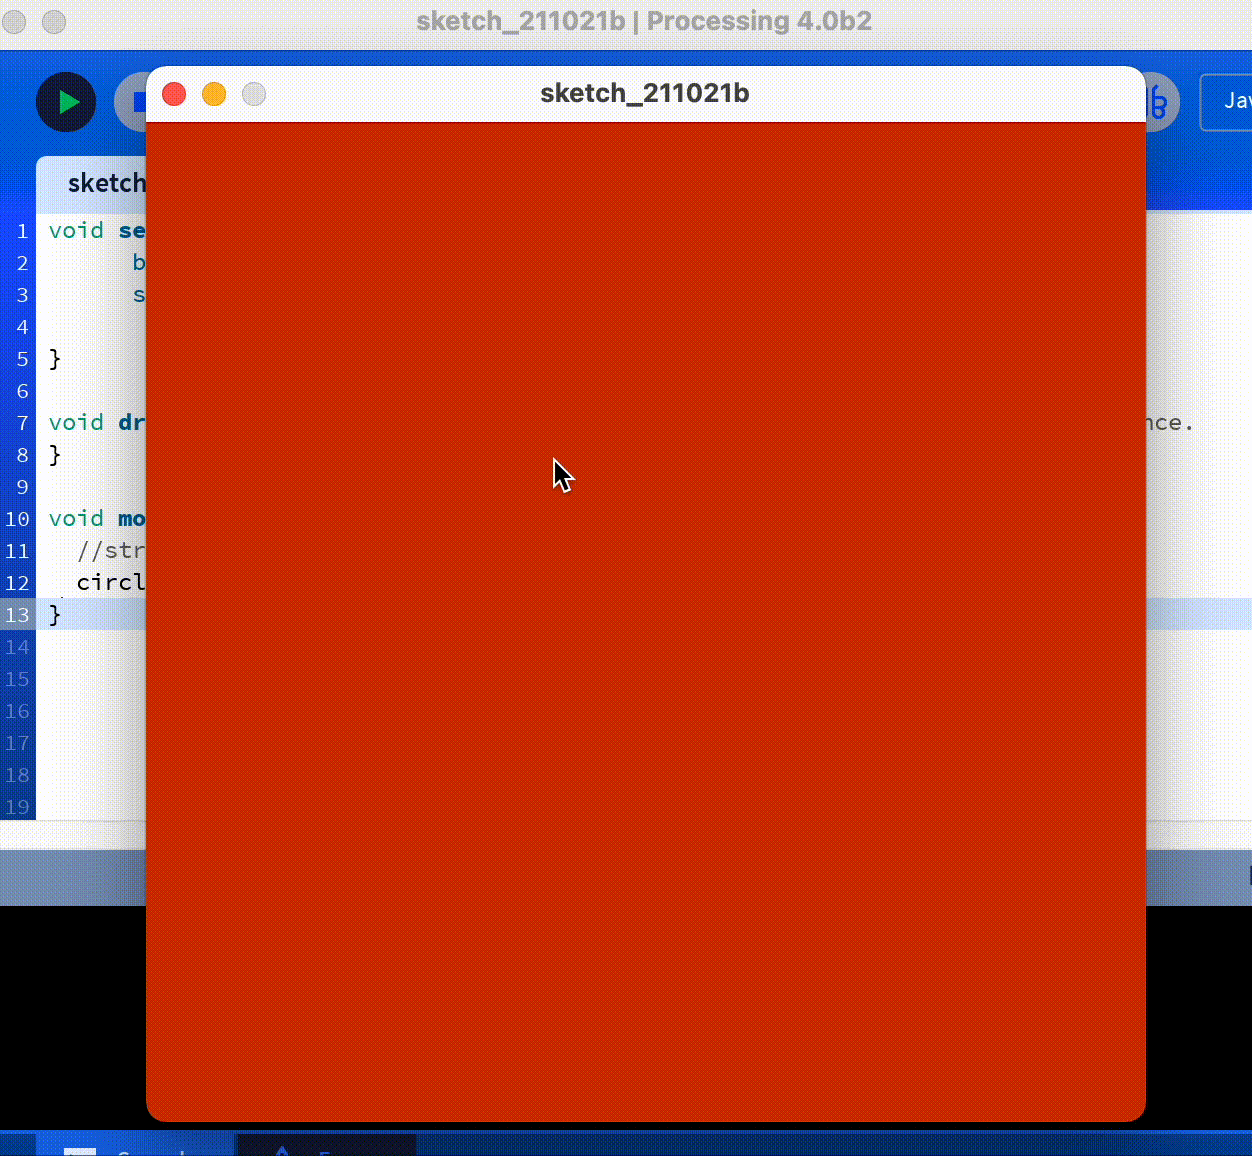 sketch_211021b | Processing 4.0b2
sketch_211021b
Jav
sketch
1 void se
2 b
3 s
4
5 }
6
7 void dr nce.
8 }
9
10 void mo
11 //str
12 circl
13 }
14
15
16
17
18
19